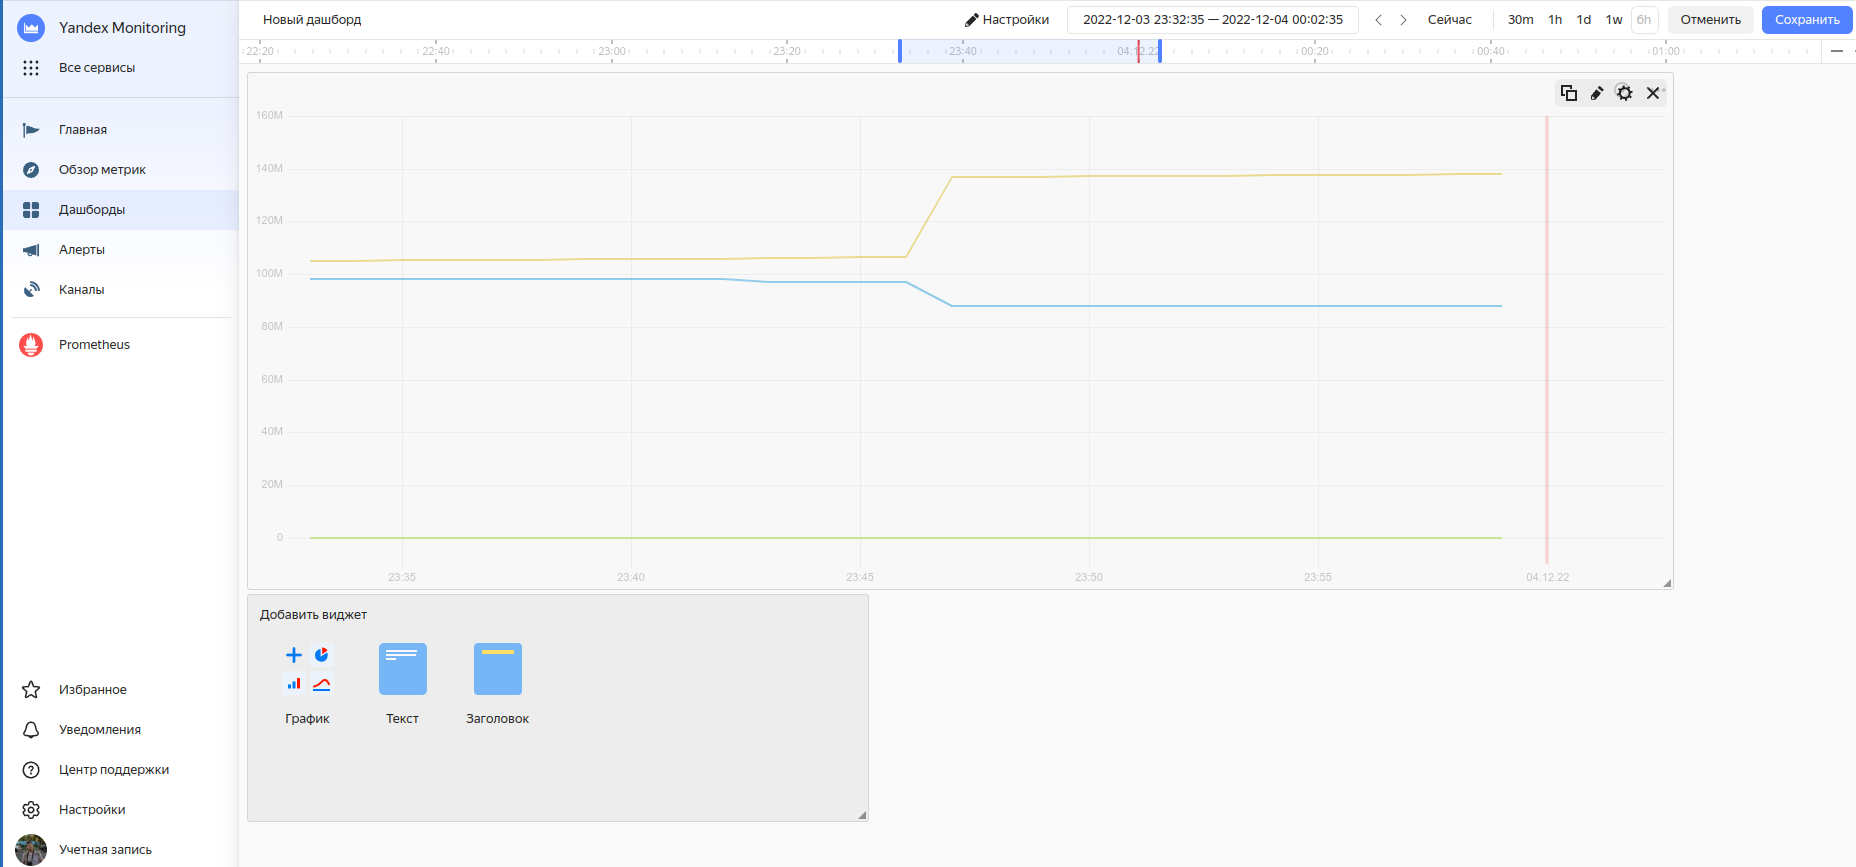 Yandex Monitoring
Все сервисы
Главная
Обзор метрик
Дашборды
Алерты
Каналы
Prometheus
Избранное
Уведомления
Центр поддержки
Настройки
Учетная запись
Новый дашборд
Настройки
2022-12-03 23:32:35 — 2022-12-04 00:02:35
Сейчас
30m 1h 1d 1w 6h
Отменить
Сохранить
22:20 22:40 23:00 23:20 23:40 04.12.22 00:20 00:40 01:00
160M
140M
120M
100M
80M
60M
40M
20M
0
23:35 23:40 23:45 23:50 23:55 04.12.22
Добавить виджет
График Текст Заголовок